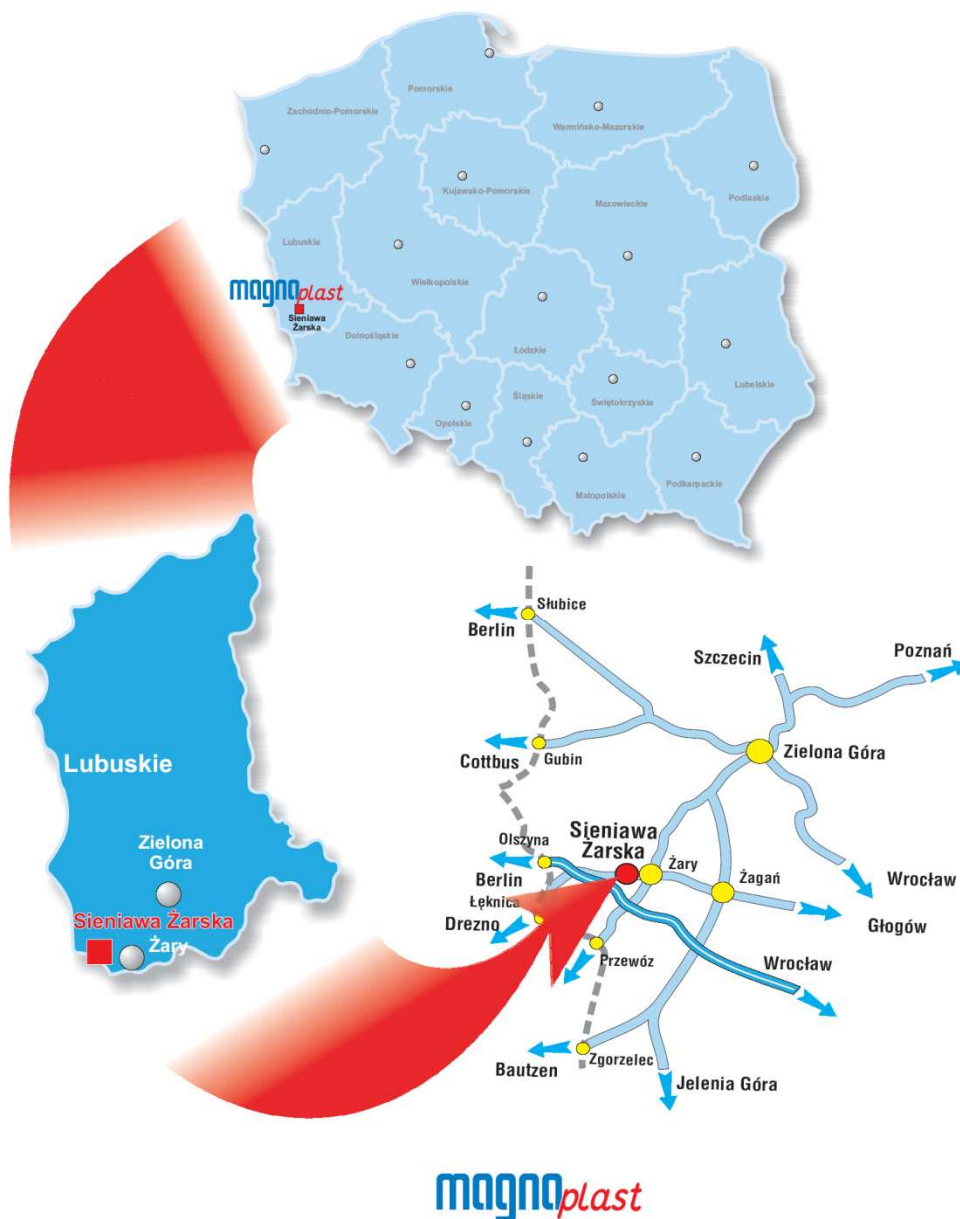 Pomorskie
Zachodnio-Pomorskie
Warmińsko-Mazurskie
Kujawsko-Pomorskie
Podlaskie
Mazowieckie
Lubuskie
Wielkopolskie
magnaplast
Sieniawa
Żarska
Dolnośląskie
Łódzkie
Lubelskie
Śląskie
Świętokrzyskie
Opolskie
Małopolskie
Podkarpackie
Lubuskie
Zielona
Góra
Sieniawa Żarska
Żary
Słubice
Berlin
Szczecin
Poznań
Gubin
Cottbus
Zielona Góra
Olszyna
Sieniawa
Żarska
Berlin
Żary
Żagań
Wrocław
Łęknica
Drezno
Głogów
Przewóz
Wrocław
Zgorzelec
Bautzen
Jelenia Góra
magnaplast